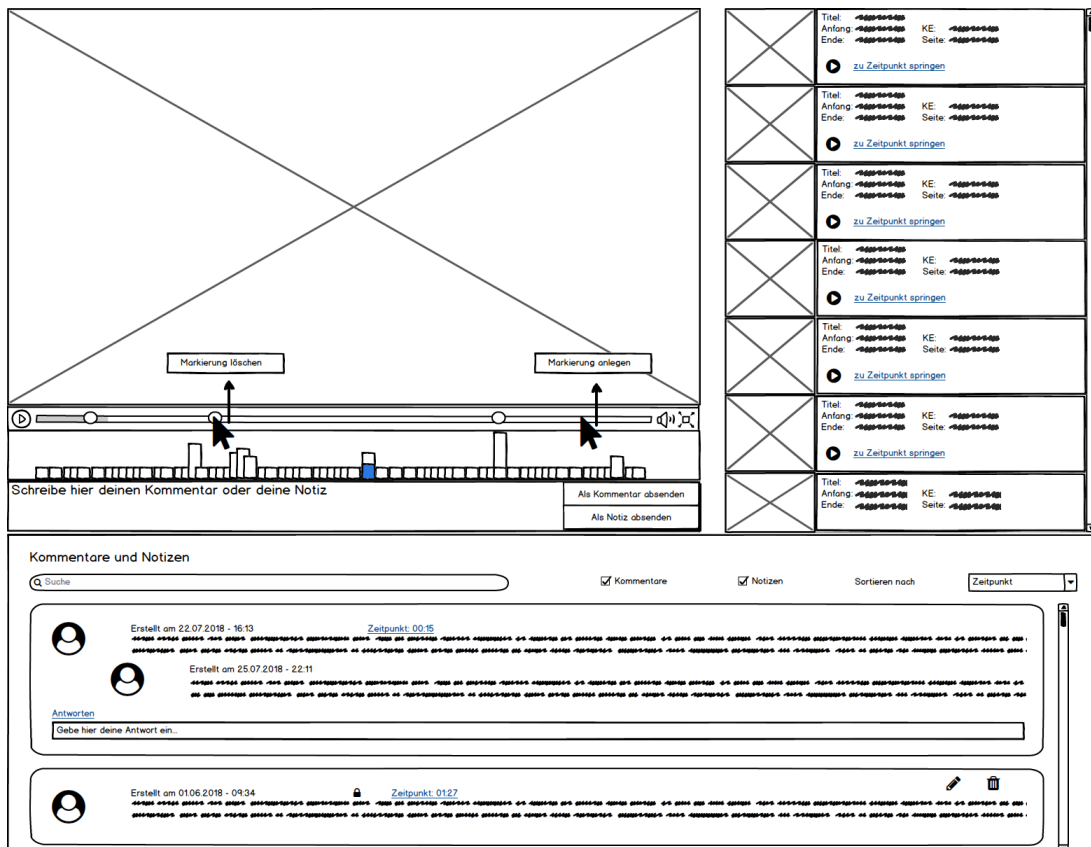 Markierung löschen
Markierung anlegen
Schreibe hier deinen Kommentar oder deine Notiz
Als Kommentar absenden
Als Notiz absenden
Titel:
Anfang: KE:
Ende: Seite:
zu Zeitpunkt springen
Titel:
Anfang: KE:
Ende: Seite:
zu Zeitpunkt springen
Titel:
Anfang: KE:
Ende: Seite:
zu Zeitpunkt springen
Titel:
Anfang: KE:
Ende: Seite:
zu Zeitpunkt springen
Titel:
Anfang: KE:
Ende: Seite:
zu Zeitpunkt springen
Titel:
Anfang: KE:
Ende: Seite:
zu Zeitpunkt springen
Titel:
Anfang: KE:
Ende: Seite:
Kommentare und Notizen
Suche Kommentare Notizen Sortieren nach Zeitpunkt
Erstellt am 22.07.2018 - 16:13 Zeitpunkt: 00:15
Erstellt am 25.07.2018 - 22:11
Antworten
Gebe hier deine Antwort ein...
Erstellt am 01.06.2018 - 09:34 Zeitpunkt: 01:27